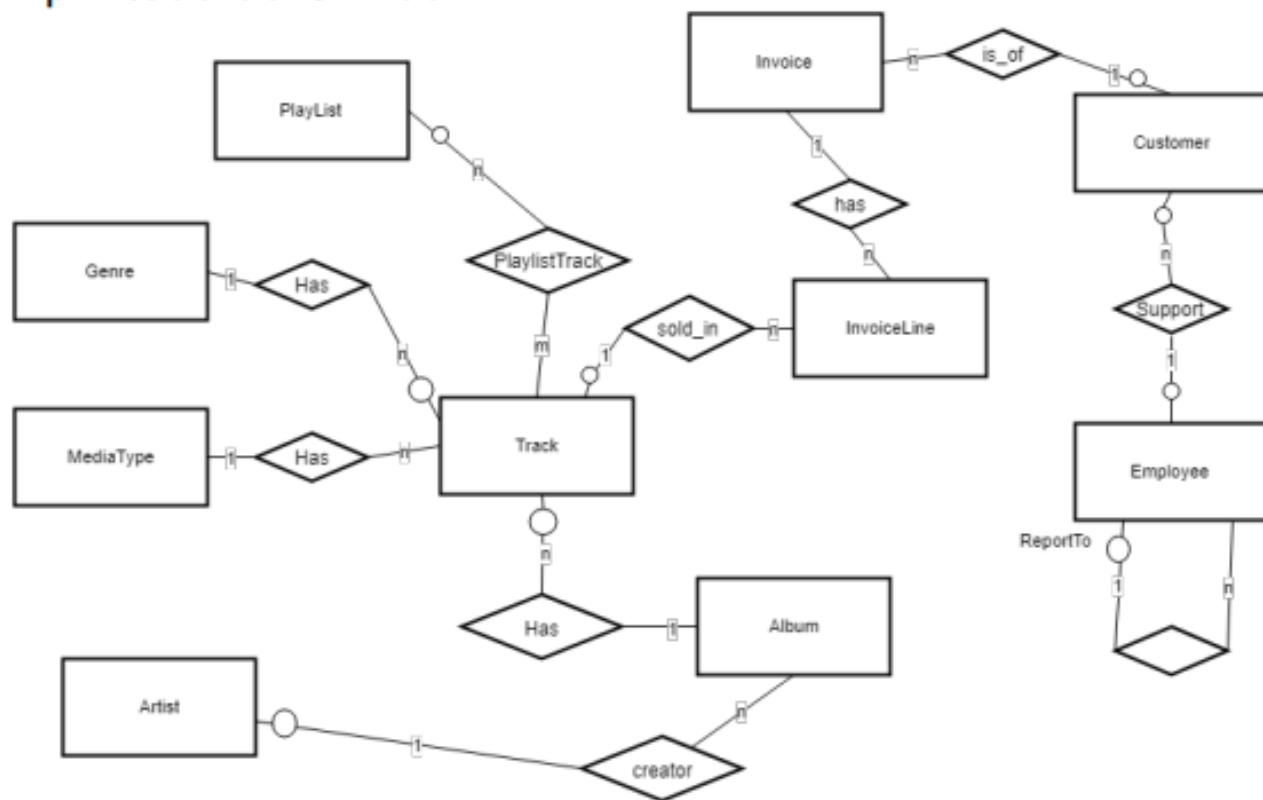 Invoice
n
is_of
1
PlayList
Customer
1
n
has
Genre
1
Has
PlaylistTrack
n
n
Support
n
m
1
sold_in
n
InvoiceLine
1
MediaType
1
Has
n
Track
Employee
ReportTo
n
1
n
Has
1
Album
Artist
n
1
creator